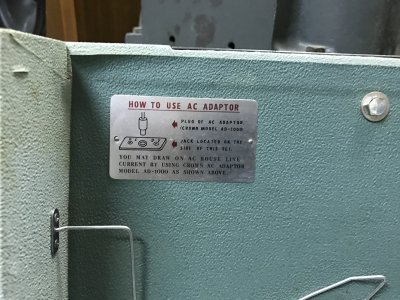 HOW TO USE AC ADAPTOR
PLUG OF AC ADAPTOR
(CROWN MODEL AD-1000)
JACK LOCATED ON THE
SIDE OF THIS SET.
YOU MAY DRAW ON AC HOUSE LINE
CURRENT BY USING CROWN AC ADAPTOR
MODEL AD-1000 AS SHOWN ABOVE.